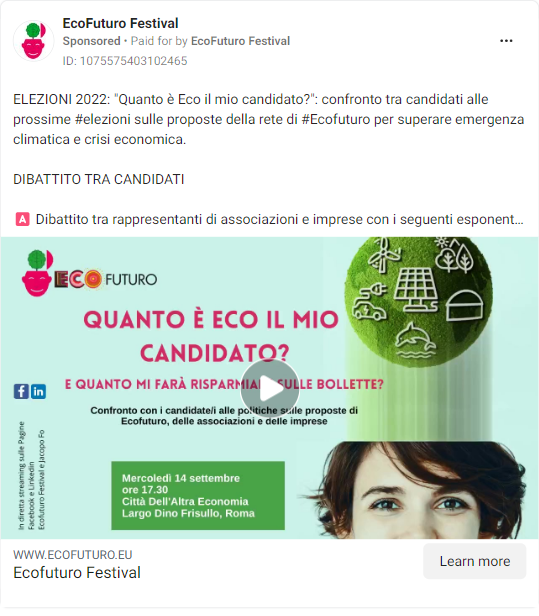 EcoFuturo Festival
Sponsored • Paid for by EcoFuturo Festival
ID: 1075575403102465
ELEZIONI 2022: "Quanto è Eco il mio candidato?": confronto tra candidati alle
prossime #elezioni sulle proposte della rete di #Ecofuturo per superare emergenza
climatica e crisi economica.
DIBATTITO TRA CANDIDATI
🅰 Dibattito tra rappresentanti di associazioni e imprese con i seguenti esponent...
ECOFUTURO
QUANTO È ECO IL MIO
CANDIDATO?
E QUANTO MI FARÀ RISPARMIARE SULLE BOLLETTE?
Confronto con i candidate/i alle politiche sulle proposte di
Ecofuturo, delle associazioni e delle imprese
In diretta streaming sulle Pagine
Facebook e Linkedin
Ecofuturo Festival e Jacopo Fo
Mercoledì 14 settembre
ore 17.30
Città Dell'Altra Economia
Largo Dino Frisullo, Roma
WWW.ECOFUTURO.EU
Ecofuturo Festival
Learn more